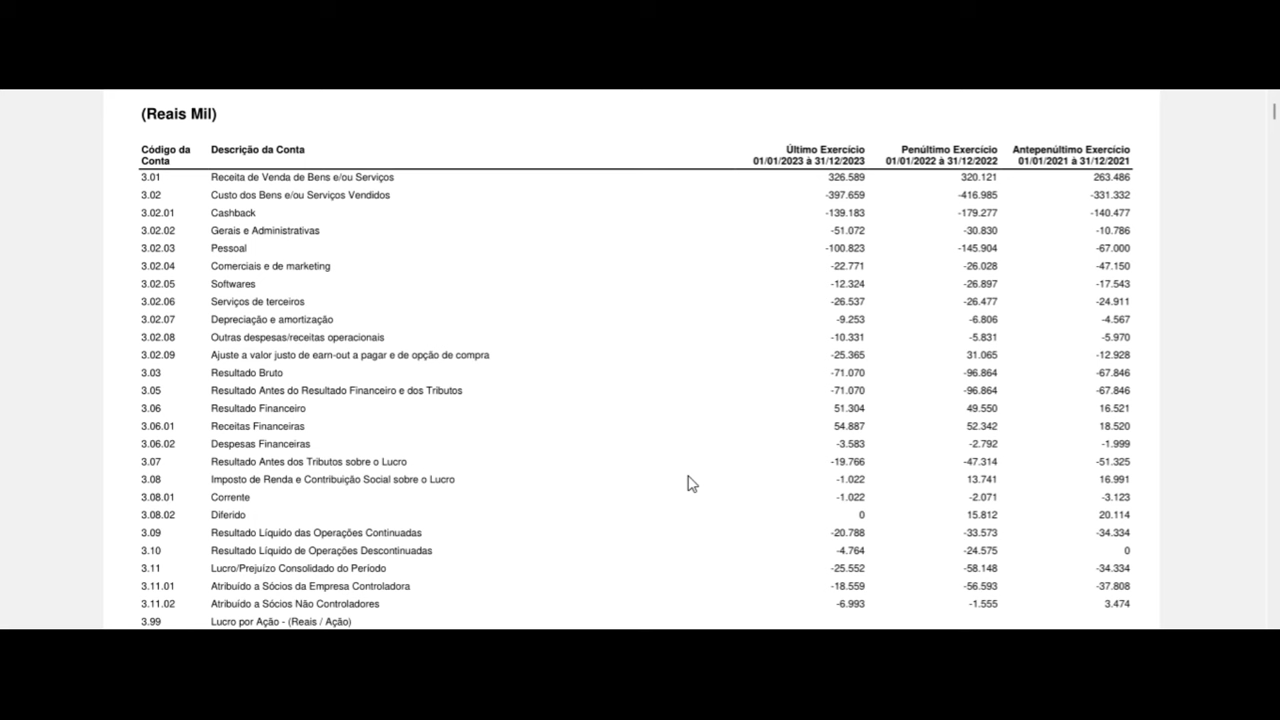 (Reais Mil)
Código da Conta Descrição da Conta Último Exercício 01/01/2023 à 31/12/2023 Penúltimo Exercício 01/01/2022 à 31/12/2022 Antepenúltimo Exercício 01/01/2021 à 31/12/2021
3.01 Receita de Venda de Bens e/ou Serviços 326.589 320.121 263.486
3.02 Custo dos Bens e/ou Serviços Vendidos -397.659 -416.985 -331.332
3.02.01 Cashback -139.183 -179.277 -140.477
3.02.02 Gerais e Administrativas -51.072 -30.830 -10.786
3.02.03 Pessoal -100.823 -145.904 -67.000
3.02.04 Comerciais e de marketing -22.771 -26.028 -47.150
3.02.05 Softwares -12.324 -26.897 -17.543
3.02.06 Serviços de terceiros -26.537 -26.477 -24.911
3.02.07 Depreciação e amortização -9.253 -6.806 -4.567
3.02.08 Outras despesas/receitas operacionais -10.331 -5.831 -5.970
3.02.09 Ajuste a valor justo de earn-out a pagar e de opção de compra -25.365 31.065 -12.928
3.03 Resultado Bruto -71.070 -96.864 -67.846
3.05 Resultado Antes do Resultado Financeiro e dos Tributos -71.070 -96.864 -67.846
3.06 Resultado Financeiro 51.304 49.550 16.521
3.06.01 Receitas Financeiras 54.887 52.342 18.520
3.06.02 Despesas Financeiras -3.583 -2.792 -1.999
3.07 Resultado Antes dos Tributos sobre o Lucro -19.766 -47.314 -51.325
3.08 Imposto de Renda e Contribuição Social sobre o Lucro -1.022 13.741 16.991
3.08.01 Corrente -1.022 -2.071 -3.123
3.08.02 Diferido 0 15.812 20.114
3.09 Resultado Líquido das Operações Continuadas -20.788 -33.573 -34.334
3.10 Resultado Líquido de Operações Descontinuadas -4.764 -24.575 0
3.11 Lucro/Prejuízo Consolidado do Período -25.552 -58.148 -34.334
3.11.01 Atribuído a Sócios da Empresa Controladora -18.559 -56.593 -37.808
3.11.02 Atribuído a Sócios Não Controladores -6.993 -1.555 3.474
3.99 Lucro por Ação - (Reais / Ação)